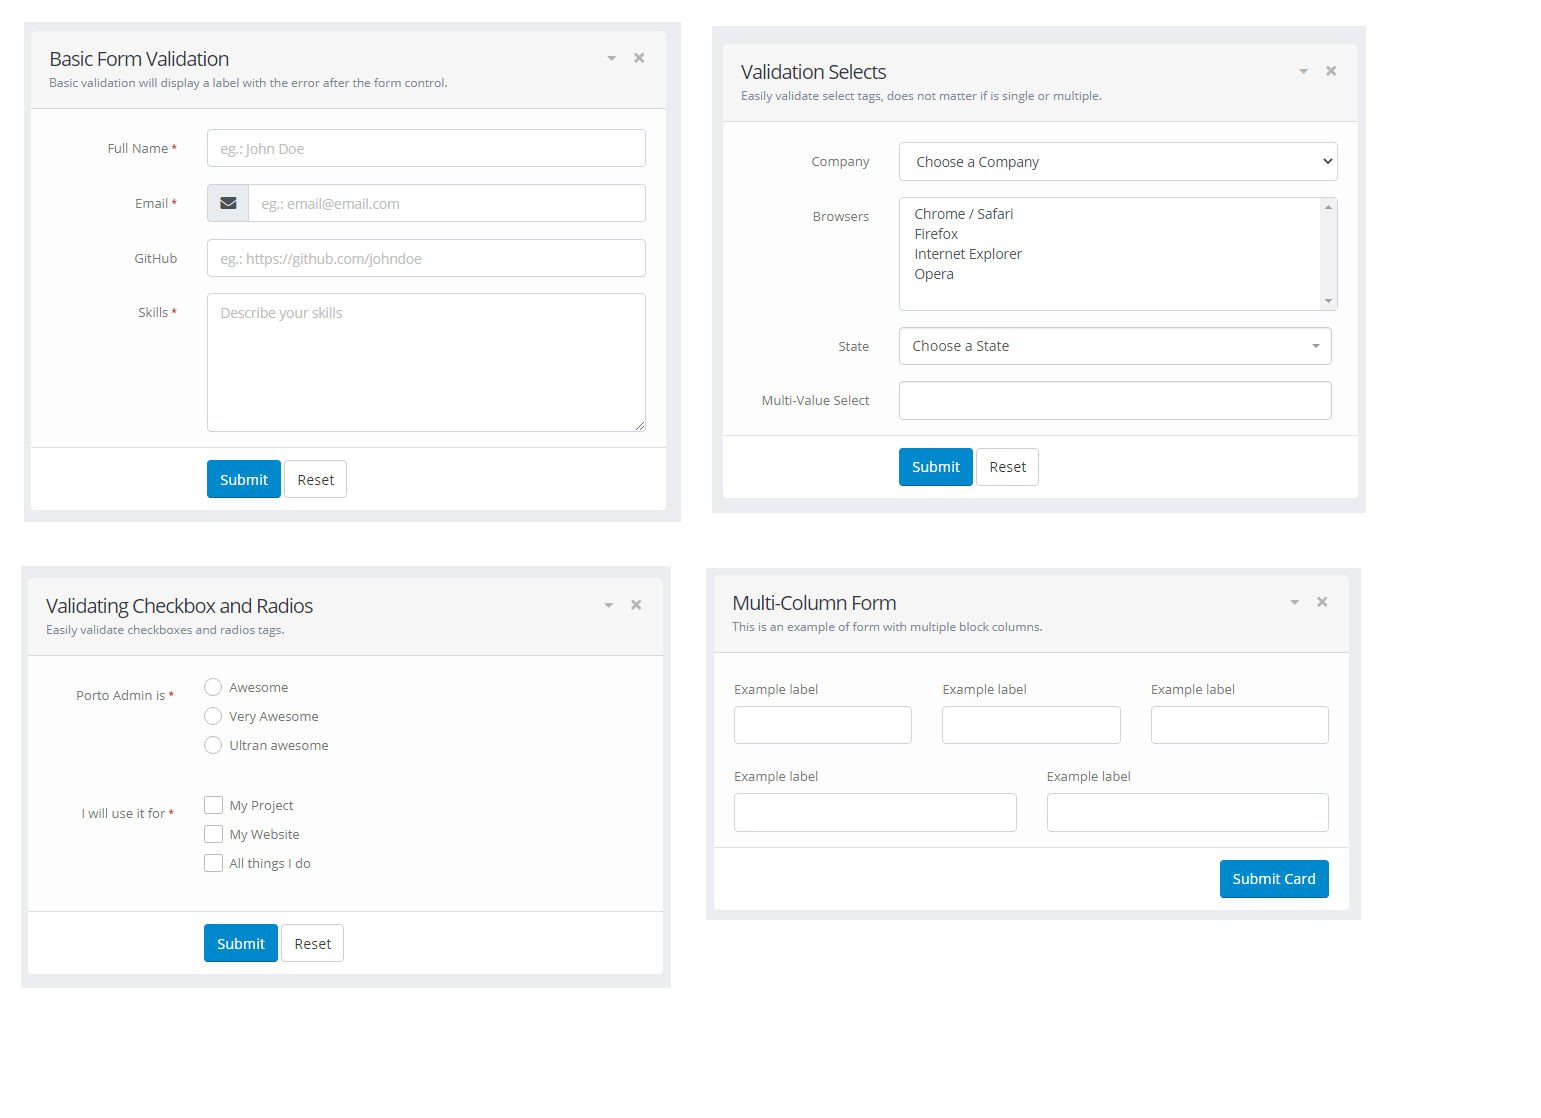 Basic Form Validation
Basic validation will display a label with the error after the form control.
Full Name *
eg.: John Doe
Email *
eg.: email@email.com
GitHub
eg.: https://github.com/johndoe
Skills *
Describe your skills
Submit
Reset
Validation Selects
Easily validate select tags, does not matter if is single or multiple.
Company
Choose a Company
Browsers
Chrome / Safari
Firefox
Internet Explorer
Opera
State
Choose a State
Multi-Value Select
Submit
Reset
Validating Checkbox and Radios
Easily validate checkboxes and radios tags.
Porto Admin is *
Awesome
Very Awesome
Ultran awesome
I will use it for *
My Project
My Website
All things I do
Submit
Reset
Multi-Column Form
This is an example of form with multiple block columns.
Example label
Example label
Example label
Example label
Example label
Submit Card